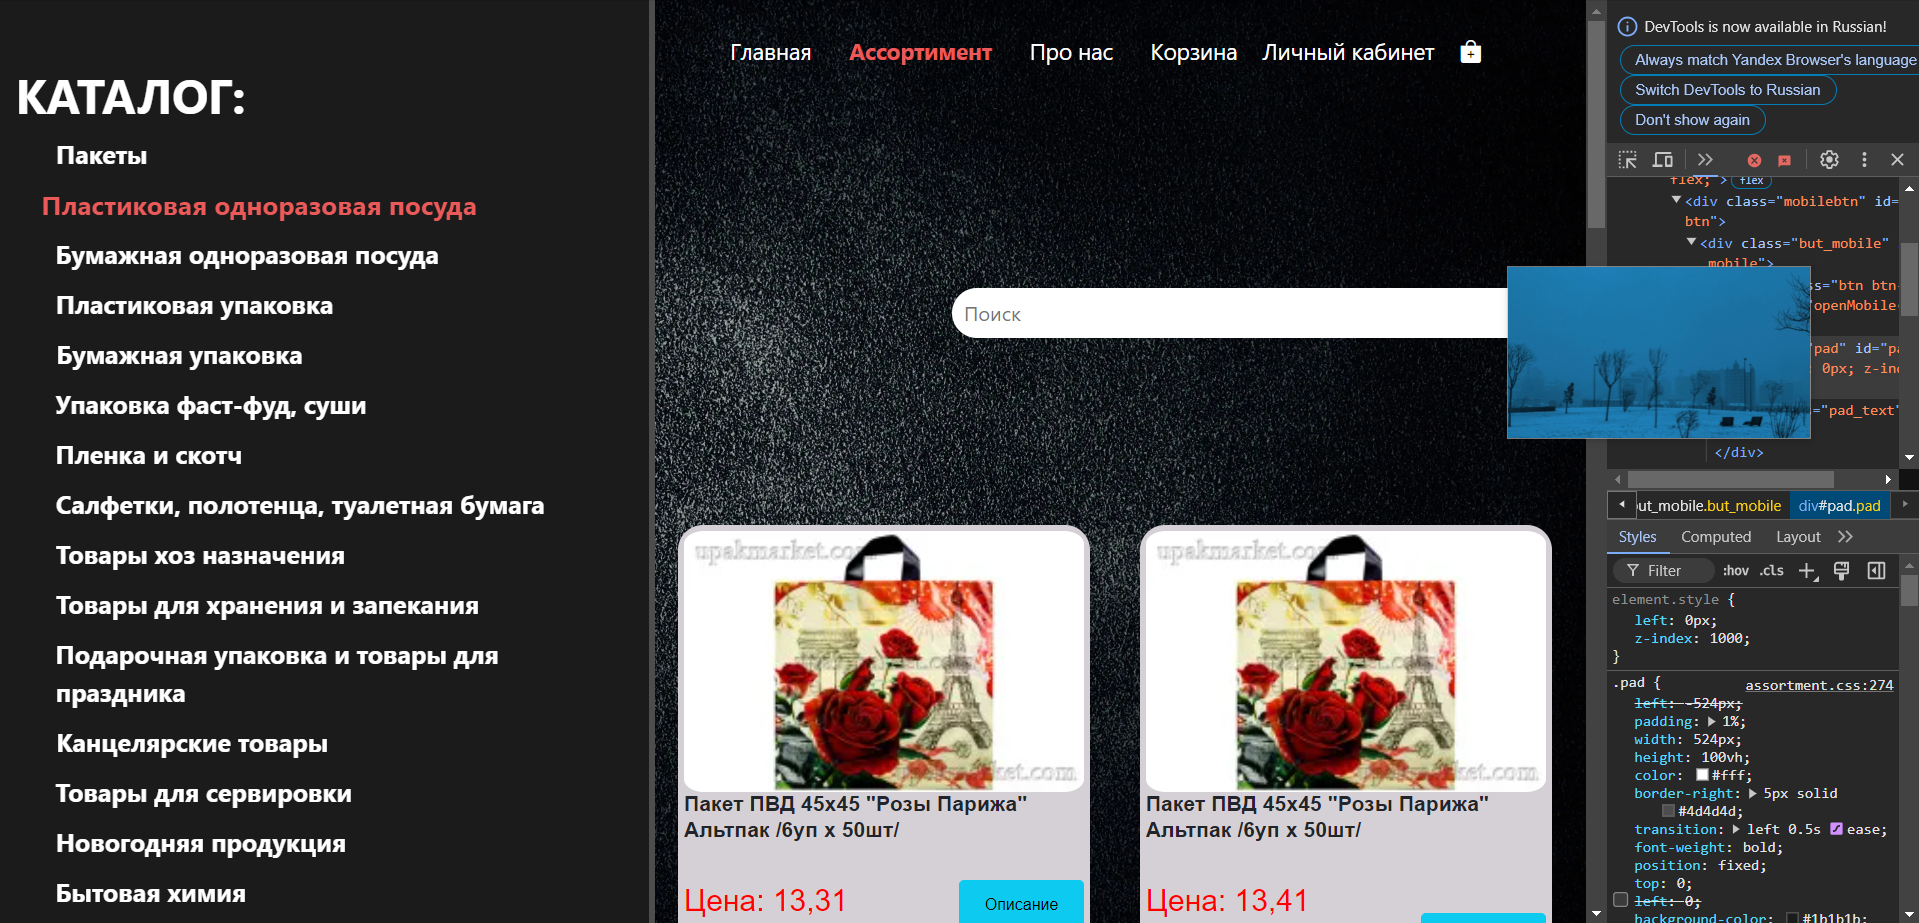 Главная
Ассортимент
Про нас
Корзина
Личный кабинет
КАТАЛОГ:
Пакеты
Пластиковая одноразовая посуда
Бумажная одноразовая посуда
Пластиковая упаковка
Бумажная упаковка
Упаковка фаст-фуд, суши
Пленка и скотч
Салфетки, полотенца, туалетная бумага
Товары хоз назначения
Товары для хранения и запекания
Подарочная упаковка и товары для
праздника
Канцелярские товары
Товары для сервировки
Новогодняя продукция
Бытовая химия
Поиск
upakmarket.com
upakmarket.com
Пакет ПВД 45х45 "Розы Парижа"
Альтпак /6уп х 50шт/
Цена: 13,31
Описание
upakmarket.com
upakmarket.com
Пакет ПВД 45х45 "Розы Парижа"
Альтпак /6уп х 50шт/
Цена: 13,41
DevTools is now available in Russian!
Always match Yandex Browser's language
Switch DevTools to Russian
Don't show again
flex;"> flex
<div class="mobilebtn" id=
btn">
<div class="but_mobile"
mobile">
ss="btn btn-
openMobile
"pad" id="pa
0px; z-in
="pad_text"
</div>
ut_mobile.but_mobile
div#pad.pad
Styles
Computed
Layout
Filter
:hov
.cls
element.style {
left: 0px;
z-index: 1000;
}
.pad {
assortment.css:274
left: -524px;
padding: 1%;
width: 524px;
height: 100vh;
color: #fff;
border-right: 5px solid
#4d4d4d;
transition: left 0.5s ease;
font-weight: bold;
position: fixed;
top: 0;
left: 0;
background-color: #1b1b1b;